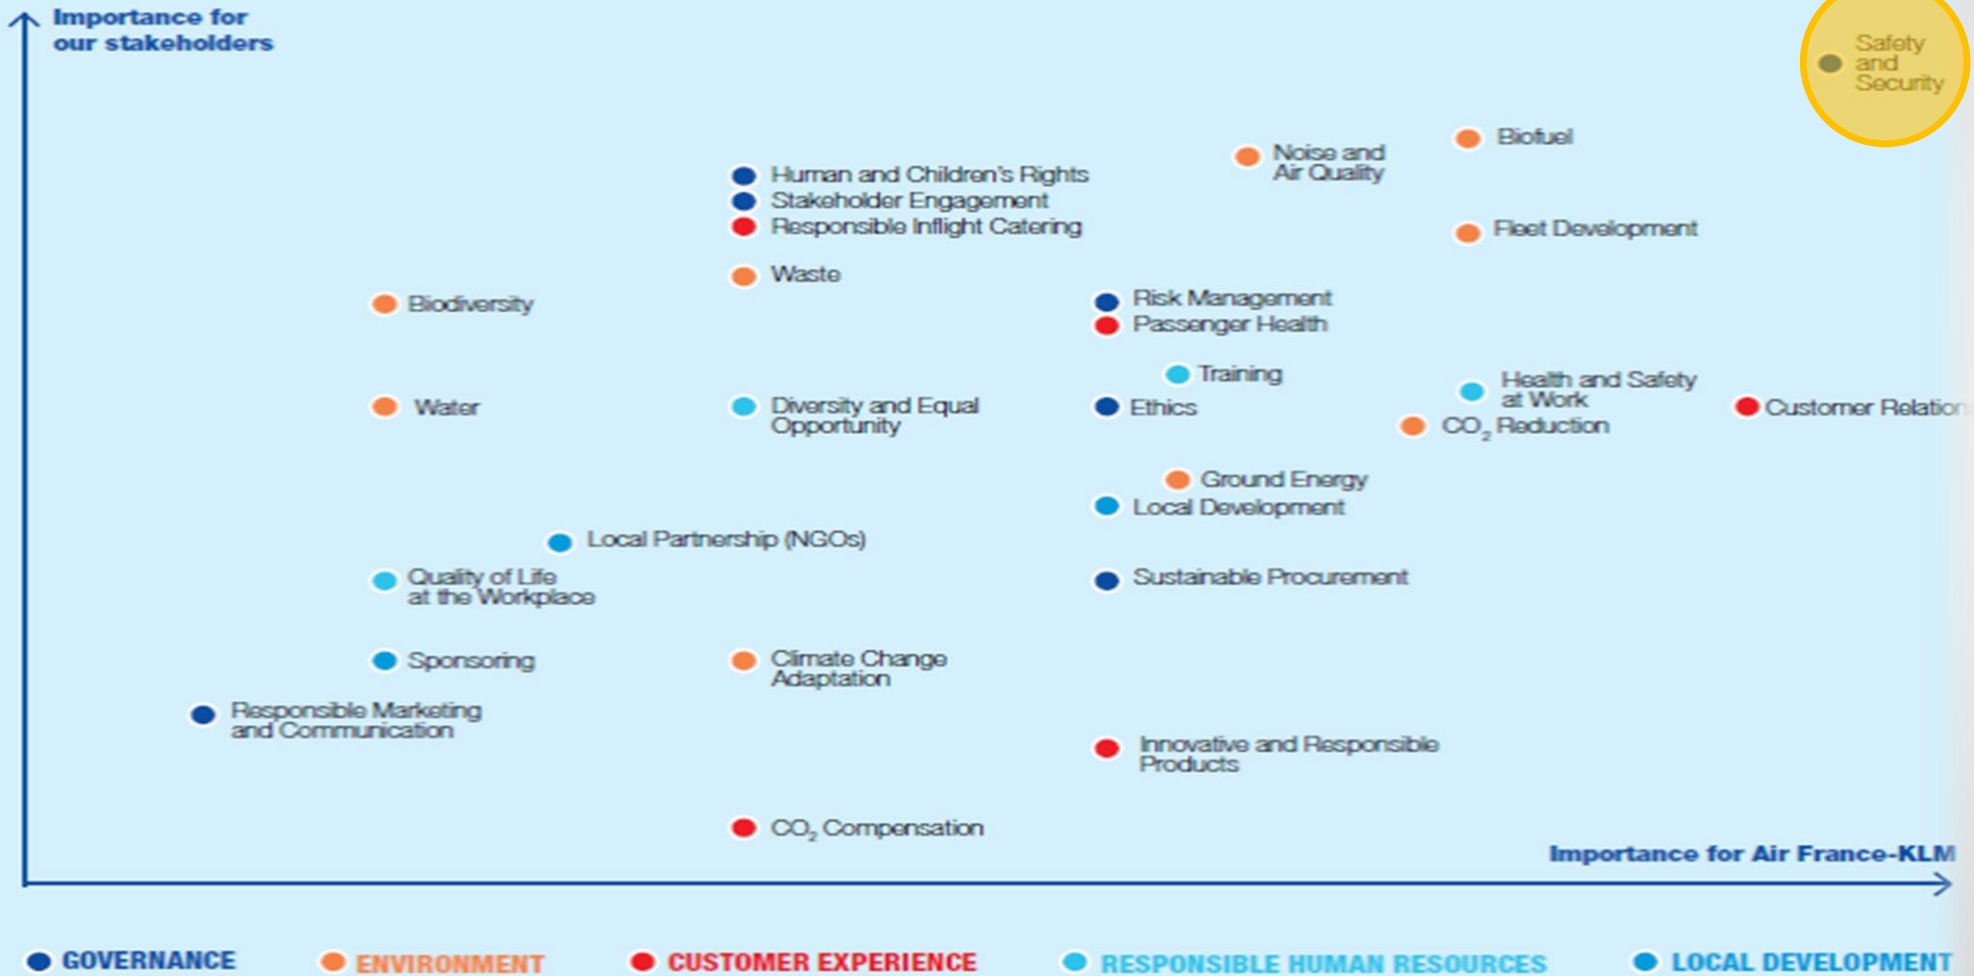 Importance for
our stakeholders
Safety
and
Security
Biofuel
Noise and
Air Quality
Human and Children's Rights
Stakeholder Engagement
Responsible Inflight Catering
Fleet Development
Waste
Biodiversity
Risk Management
Passenger Health
Training
Health and Safety
at Work
Water
Diversity and Equal
Opportunity
Ethics
Customer Relation
CO₂ Reduction
Ground Energy
Local Development
Local Partnership (NGOs)
Quality of Life
at the Workplace
Sustainable Procurement
Sponsoring
Climate Change
Adaptation
Responsible Marketing
and Communication
Innovative and Responsible
Products
CO₂ Compensation
Importance for Air France-KLM
GOVERNANCE
ENVIRONMENT
CUSTOMER EXPERIENCE
RESPONSIBLE HUMAN RESOURCES
LOCAL DEVELOPMENT